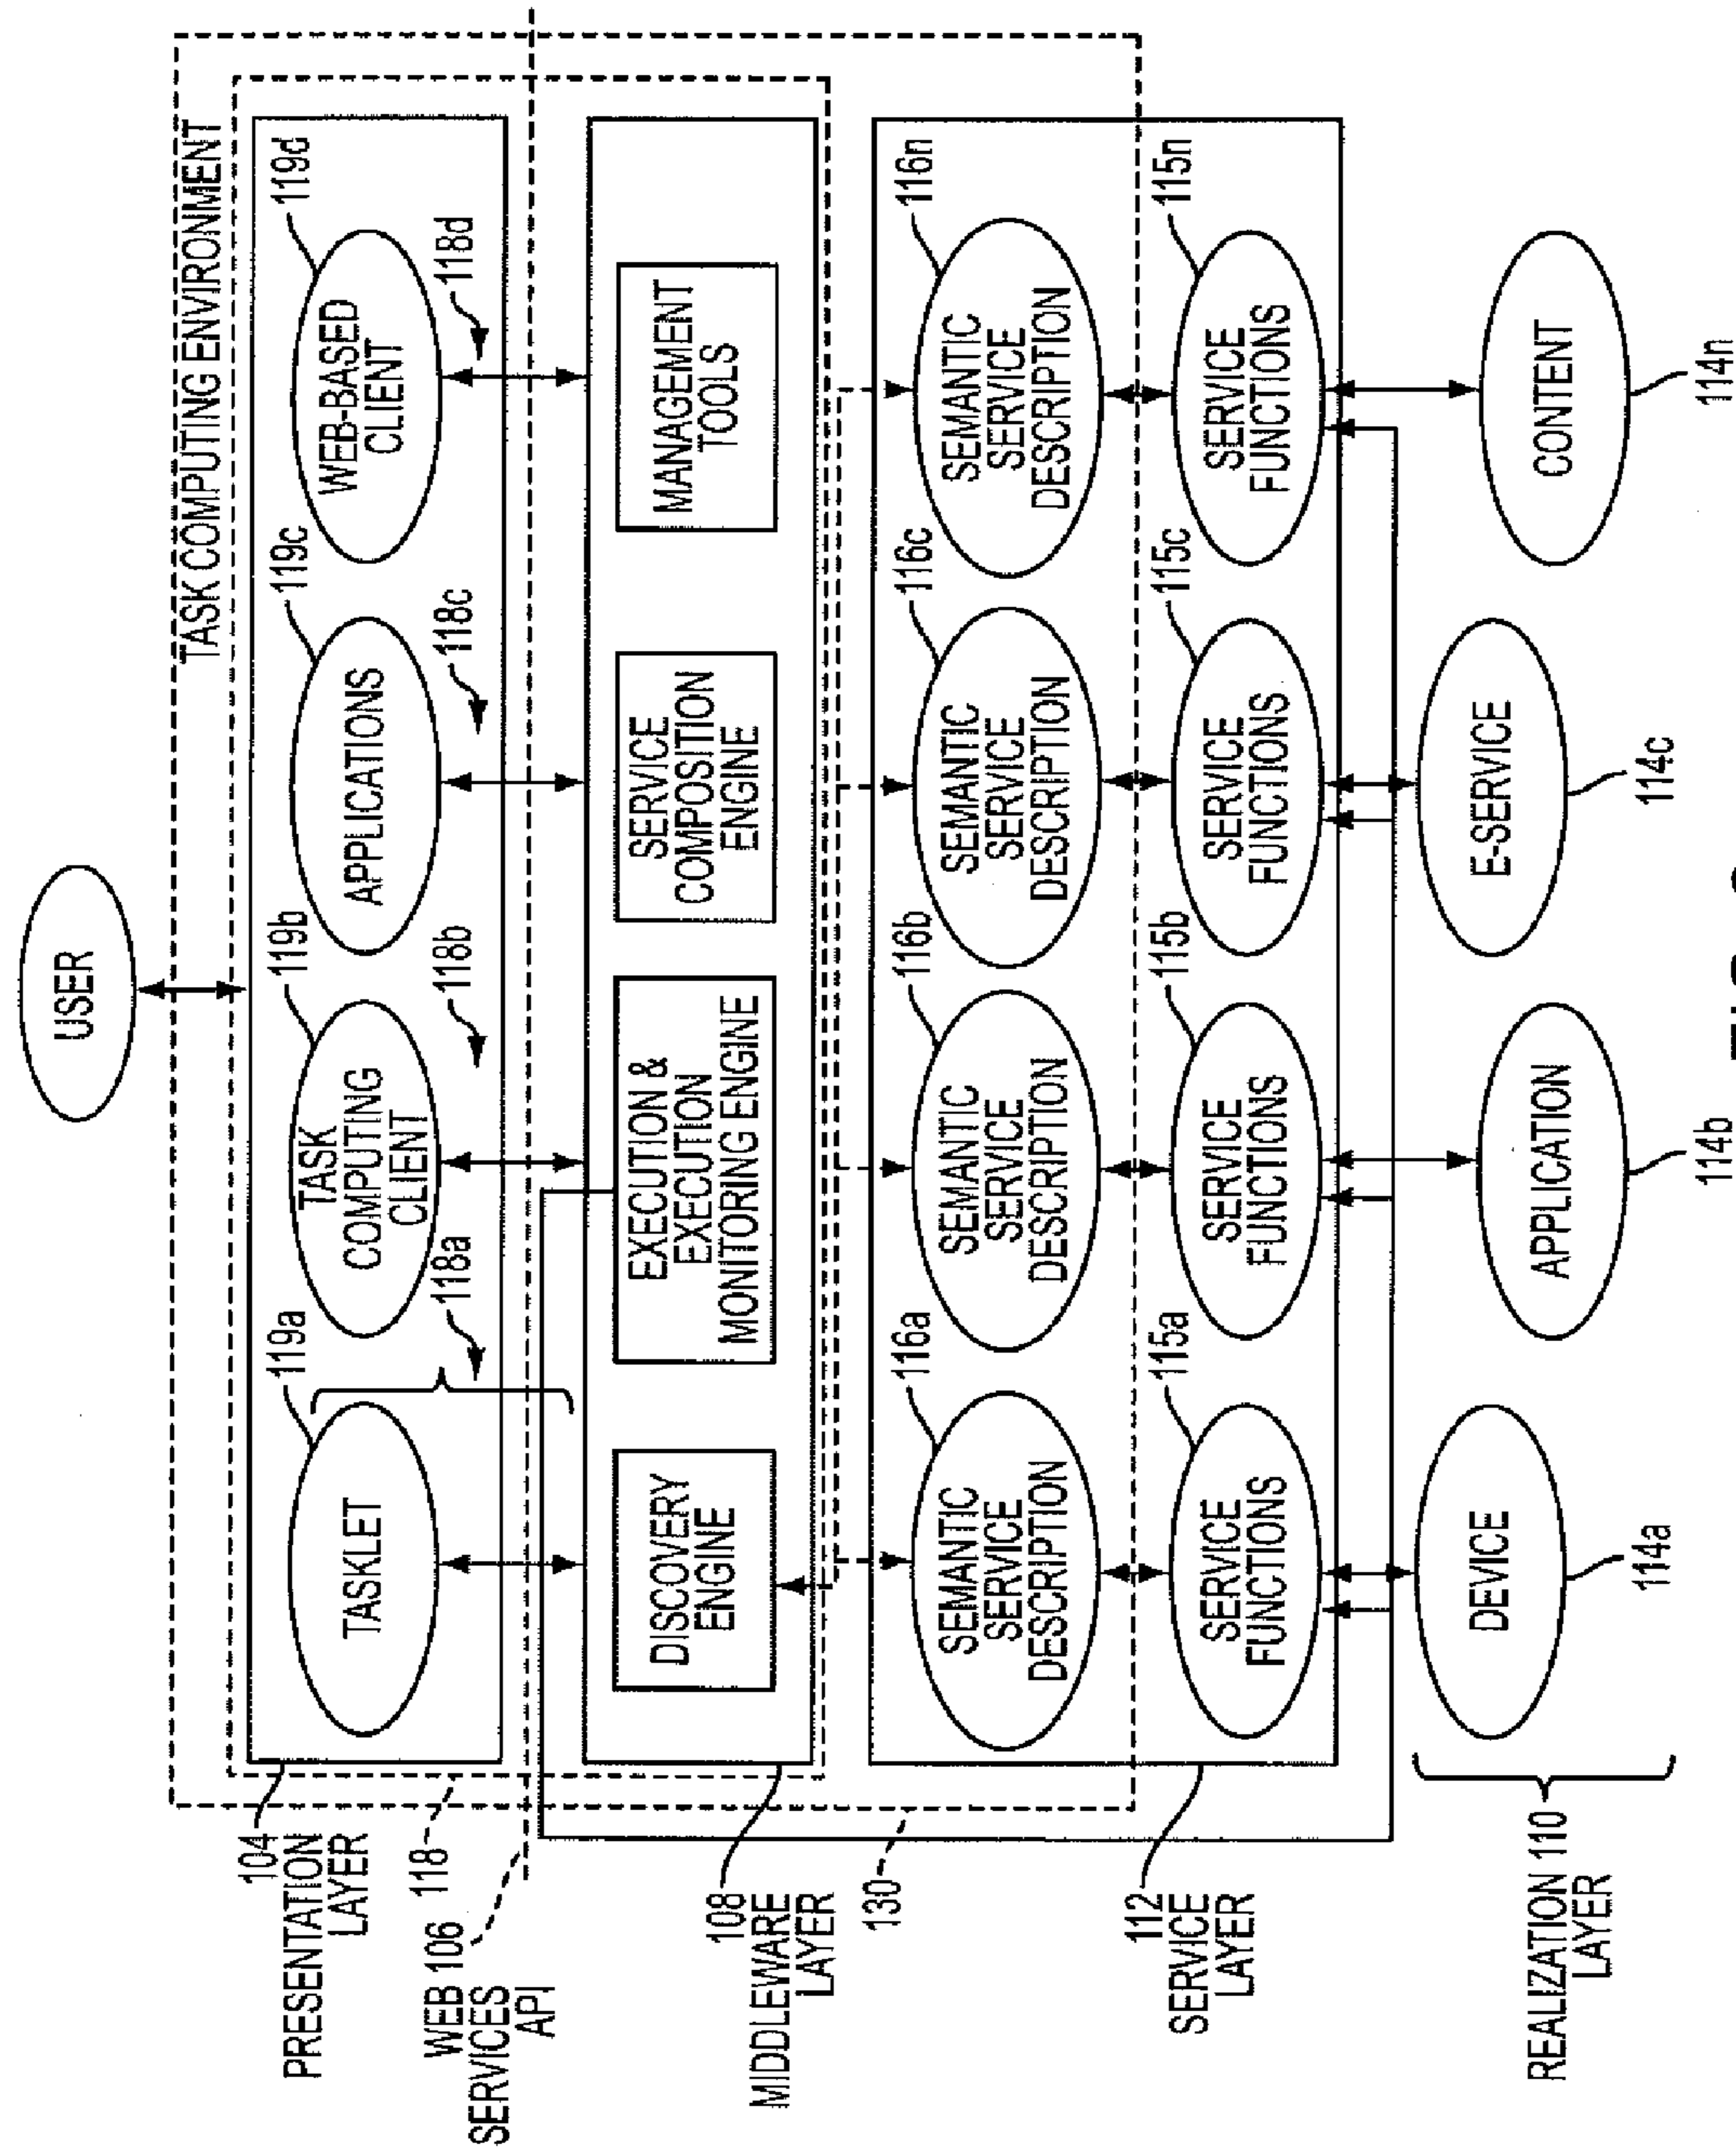 USER
TASK COMPUTING ENVIRONMENT
104
PRESENTATION
LAYER
118
WEB 106
SERVICES
API
108
MIDDLEWARE
LAYER
130
112
SERVICE
LAYER
REALIZATION 110
LAYER
119a
TASKLET
118a
119b
TASK
COMPUTING
CLIENT
118b
119c
APPLICATIONS
118c
119d
WEB-BASED
CLIENT
118d
DISCOVERY
ENGINE
EXECUTION &
EXECUTION
MONITORING ENGINE
SERVICE
COMPOSITION
ENGINE
MANAGEMENT
TOOLS
116a
SEMANTIC
SERVICE
DESCRIPTION
116b
SEMANTIC
SERVICE
DESCRIPTION
116c
SEMANTIC
SERVICE
DESCRIPTION
116n
SEMANTIC
SERVICE
DESCRIPTION
115a
SERVICE
FUNCTIONS
115b
SERVICE
FUNCTIONS
115c
SERVICE
FUNCTIONS
115n
SERVICE
FUNCTIONS
DEVICE
114a
APPLICATION
114b
E-SERVICE
114c
CONTENT
114n